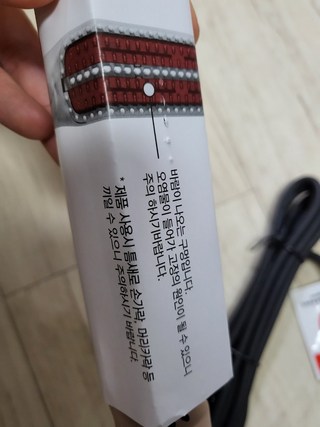 바람이 나오는 구멍입니다.
오염물이 들어가 고장의 원인이 될 수 있으니
주의 하시기바랍니다.
* 제품 사용시 틈새로 손가락, 머리카락 등
끼일 수 있으니 주의하시기 바랍니다.